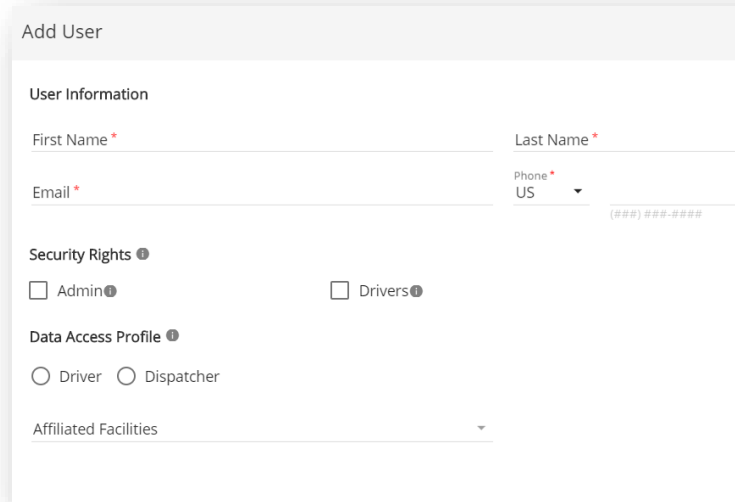 Add User
User Information
First Name *
Last Name *
Email *
Phone *
US
(###) ###-####
Security Rights
Admin
Drivers
Data Access Profile
Driver
Dispatcher
Affiliated Facilities